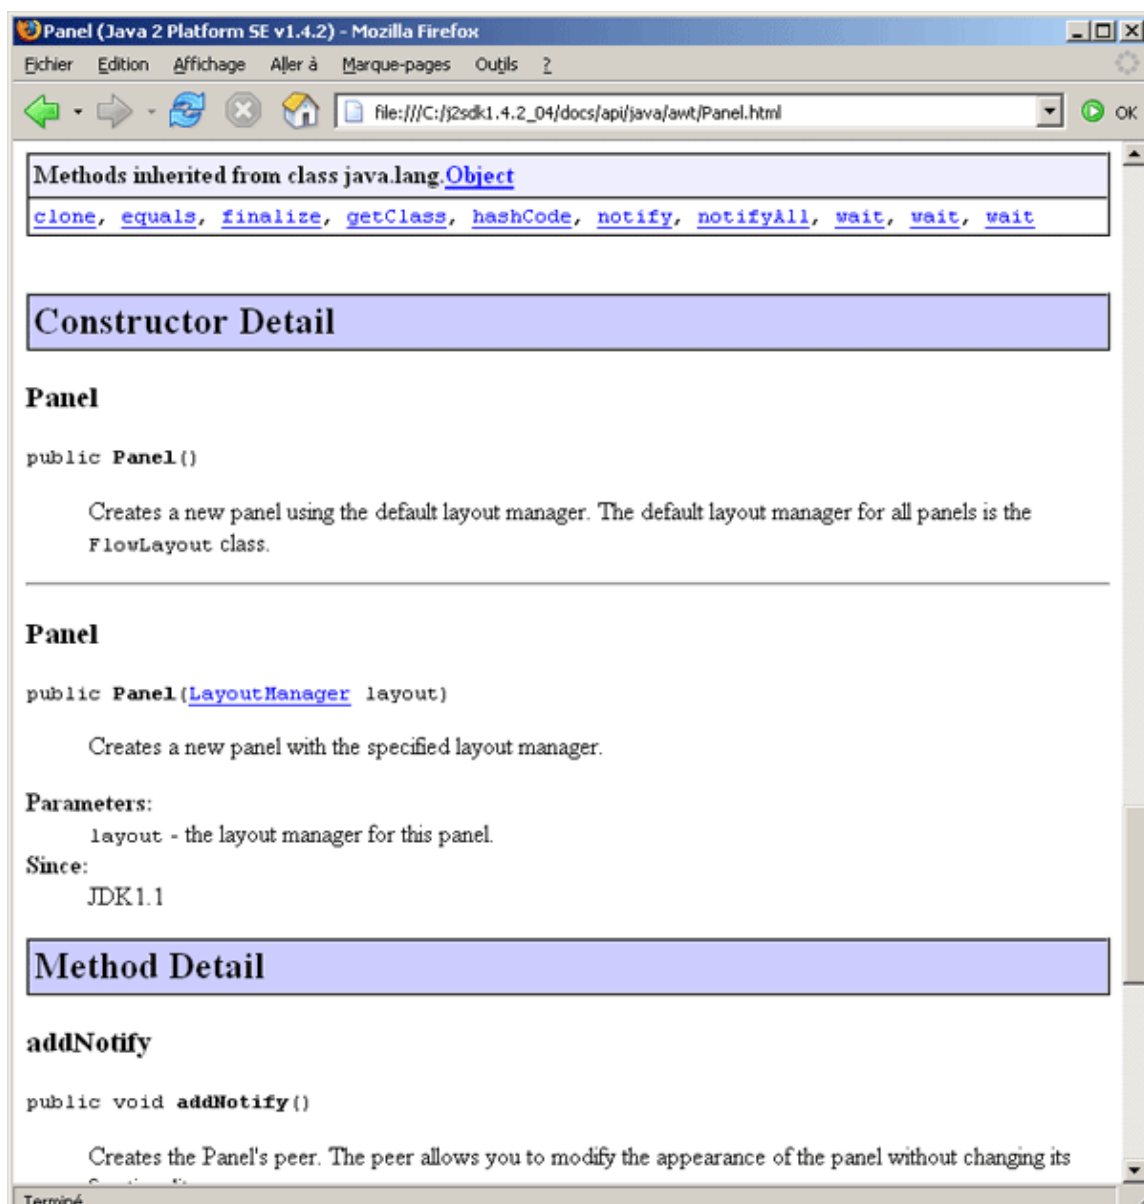 Panel (Java 2 Platform SE v1.4.2) - Mozilla Firefox
Fichier Edition Affichage Aller à Marque-pages Outils ?
file:///C:/j2sdk1.4.2_04/docs/api/java/awt/Panel.html OK
Methods inherited from class java.lang.Object
clone, equals, finalize, getClass, hashCode, notify, notifyAll, wait, wait, wait
Constructor Detail
Panel
public Panel()
Creates a new panel using the default layout manager. The default layout manager for all panels is the
FlowLayout class.
Panel
public Panel(LayoutManager layout)
Creates a new panel with the specified layout manager.
Parameters:
layout - the layout manager for this panel.
Since:
JDK1.1
Method Detail
addNotify
public void addNotify()
Creates the Panel's peer. The peer allows you to modify the appearance of the panel without changing its
Terminé